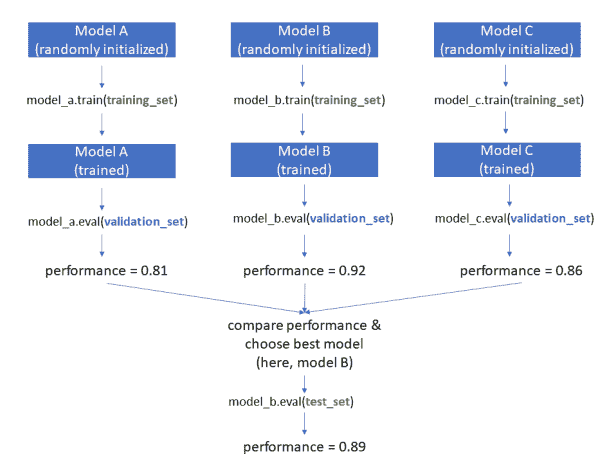 Model A
(randomly initialized)
Model B
(randomly initialized)
Model C
(randomly initialized)
model_a.train(training_set)
model_b.train(training_set)
model_c.train(training_set)
Model A
(trained)
Model B
(trained)
Model C
(trained)
model_a.eval(validation_set)
model_b.eval(validation_set)
model_c.eval(validation_set)
performance = 0.81
performance = 0.92
performance = 0.86
compare performance &
choose best model
(here, model B)
model_b.eval(test_set)
performance = 0.89